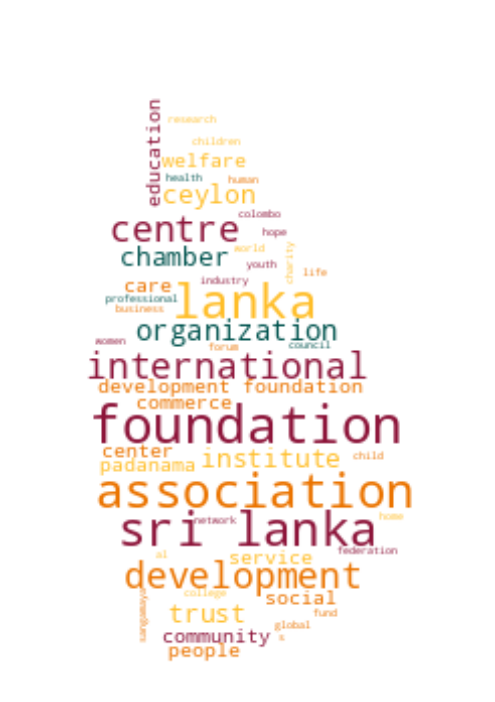 education
research
children
welfare
health
human
ceylon
colombo
centre
hope
chamber
world
charity
youth
life
care
industry
professional
business
lanka
organization
women
forum
council
international
development foundation
commerce
foundation
center
padanama
institute
child
association
sri lanka
network
home
federation
al
service
development
college
social
sangamaya
trust
fund
global
community
s
people